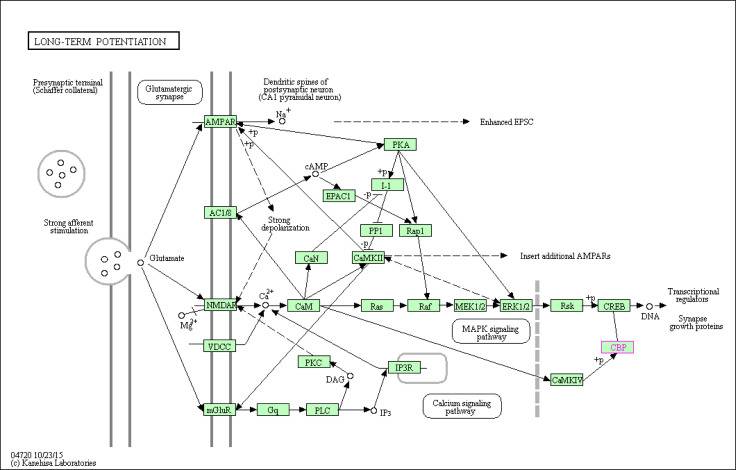 LONG-TERM POTENTIATION
Presynaptic terminal
(Schaffer collateral)
Glutamatergic
synapse
Dendritic spines of
postsynaptic neuron
(CA1 pyramidal neuron)
AMPAR
Na+
Enhanced EPSC
+p
+p
PKA
cAMP
+p
I-1
-p
EPAC1
AC1/8
Strong
depolarization
PP1
Rap1
Strong afferent
stimulation
-p
Glutamate
CaN
CaMKII
Insert additional AMPARs
Ca2+
NMDAR
CaM
Ras
Raf
MEK1/2
ERK1/2
Rsk
+p
CREB
DNA
Transcriptional
regulators
Mg2+
MAPK signaling
pathway
Synapse
growth proteins
VDCC
CBP
+p
PKC
IP3R
DAG
CaMKIV
mGluR
Gq
PLC
IP3
Calcium signaling
pathway
04720 10/23/15
(c) Kanehisa Laboratories